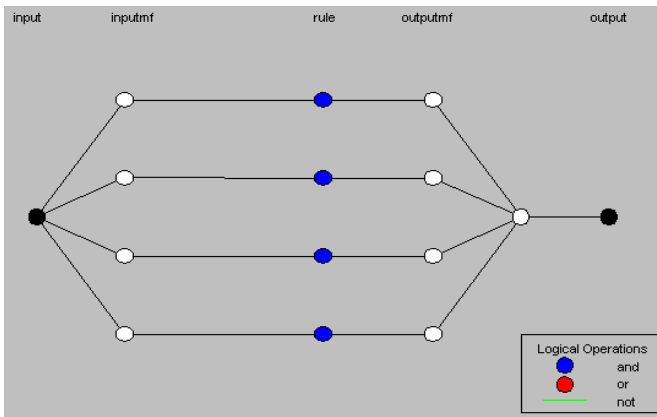 input inputmf rule outputmf output
Logical Operations
and
or
not